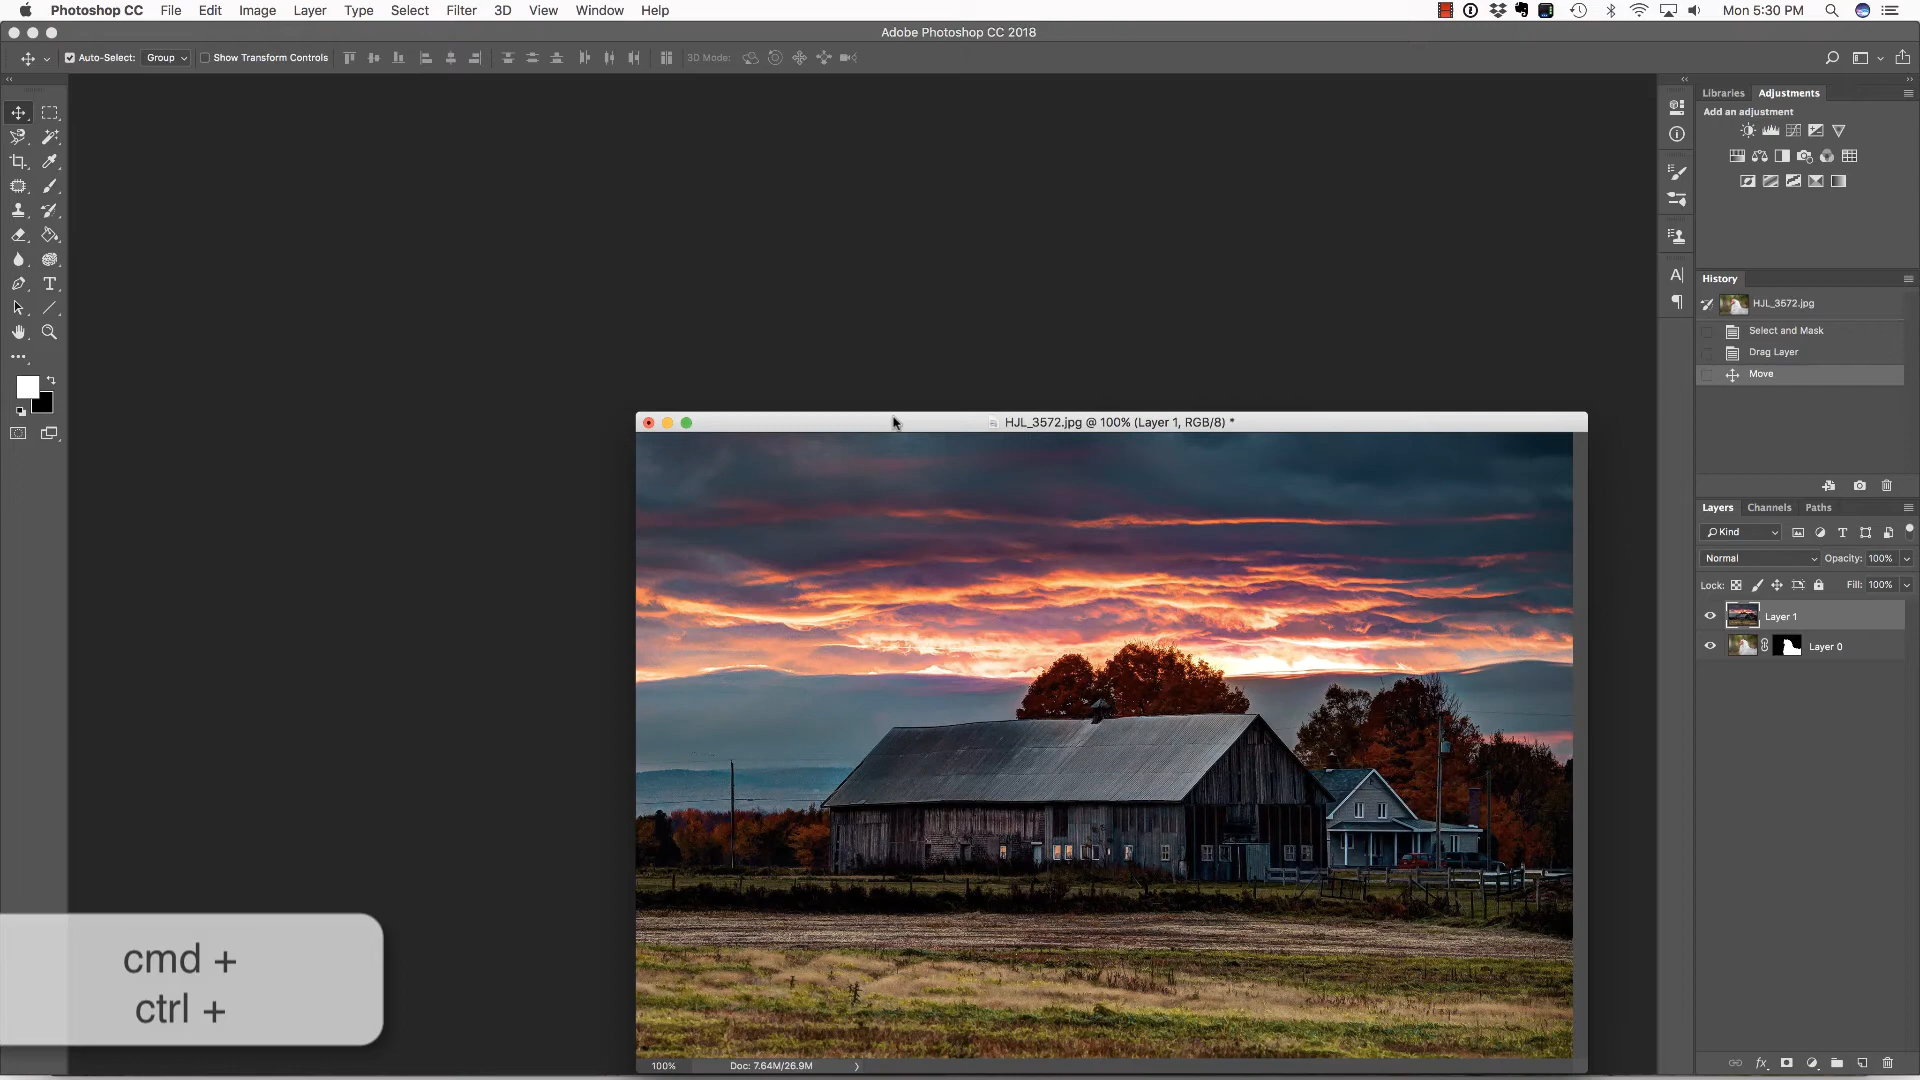 Photoshop CC File Edit Image Layer Type Select Filter 3D View Window Help Mon 5:30 PM
Adobe Photoshop CC 2018
Auto-Select: Group Show Transform Controls 3D Mode:
Libraries Adjustments
Add an adjustment
History
HJL_3572.jpg
Select and Mask
Drag Layer
Move
HJL_3572.jpg @ 100% (Layer 1, RGB/8) *
Layers Channels Paths
Kind
Normal Opacity: 100%
Lock: Fill: 100%
Layer 1
Layer 0
cmd +
ctrl +
100% Doc: 7.64M/26.9M